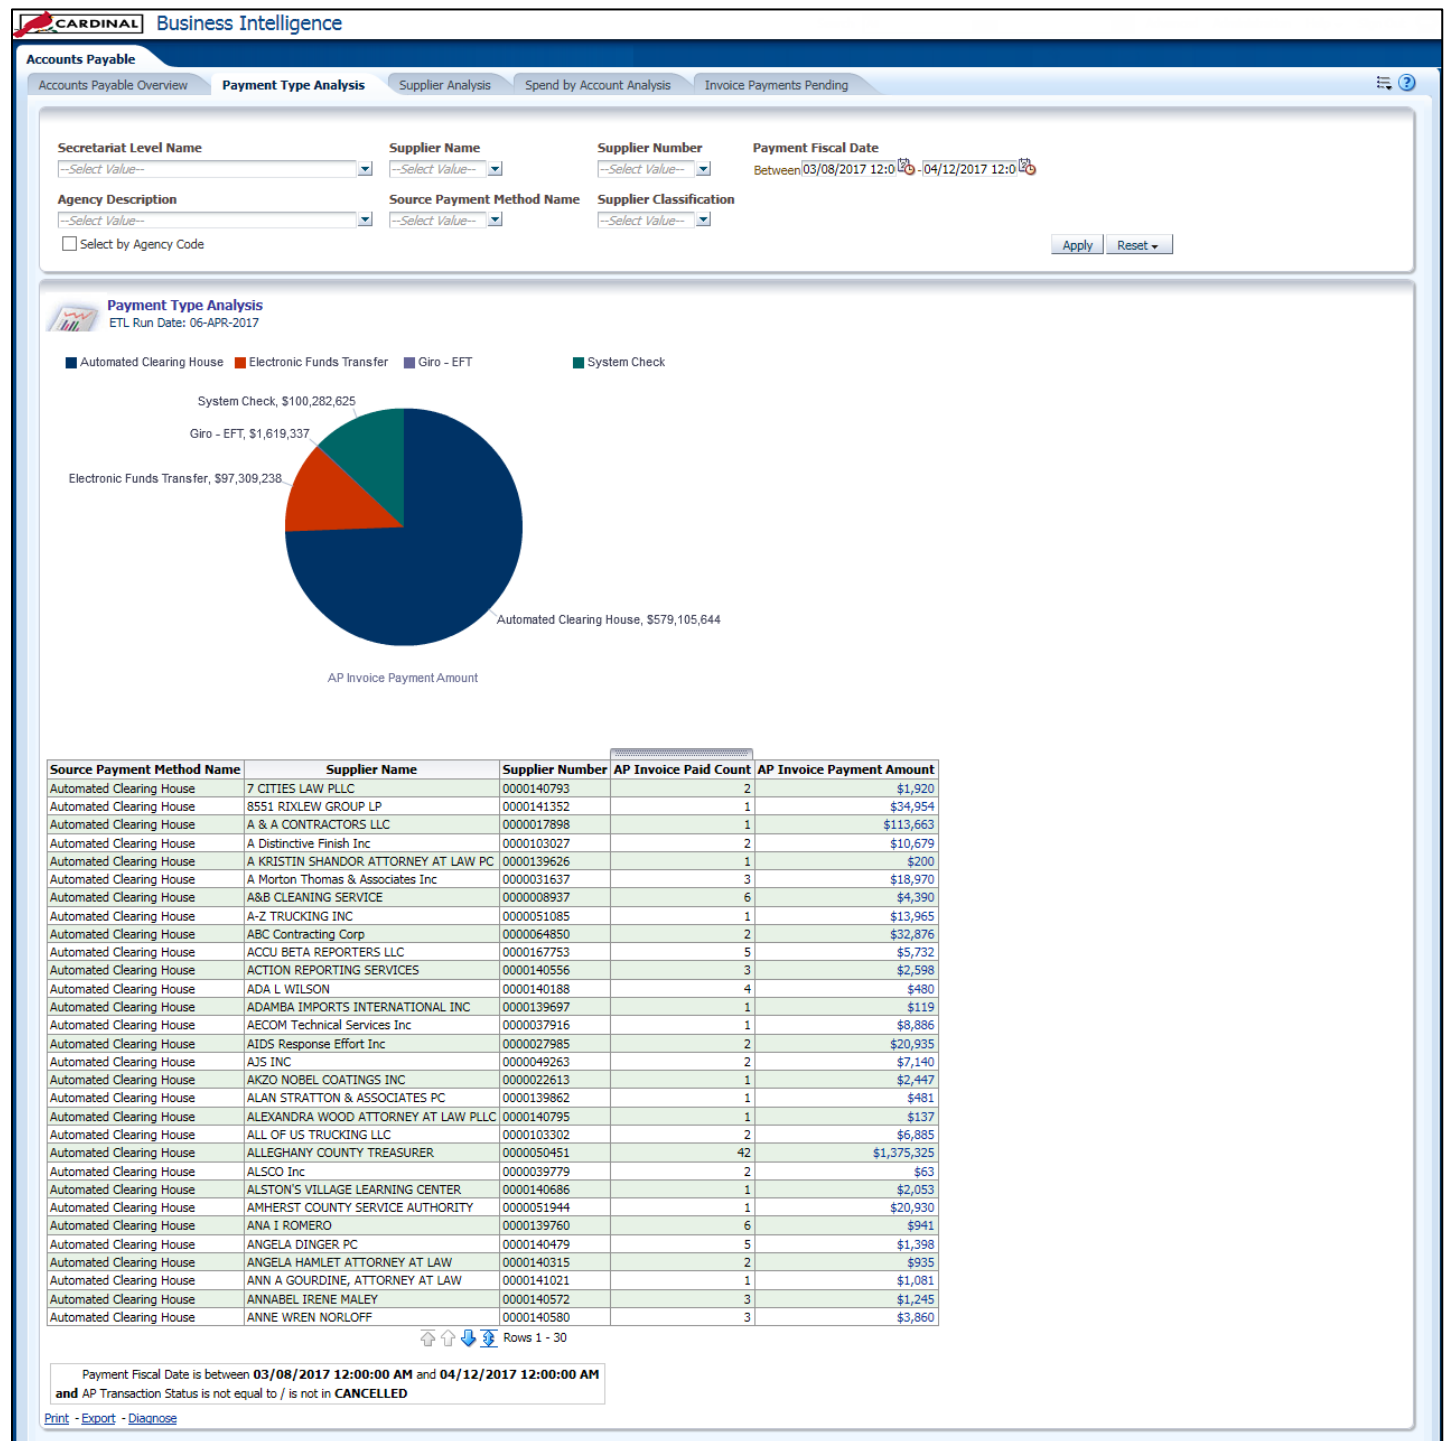 CARDINAL Business Intelligence
Accounts Payable
Accounts Payable Overview Payment Type Analysis Supplier Analysis Spend by Account Analysis Invoice Payments Pending
Secretariat Level Name Supplier Name Supplier Number Payment Fiscal Date
--Select Value-- --Select Value-- --Select Value-- Between 03/08/2017 12:0 - 04/12/2017 12:0
Agency Description Source Payment Method Name Supplier Classification
--Select Value-- --Select Value-- --Select Value--
Select by Agency Code Apply Reset
Payment Type Analysis
ETL Run Date: 06-APR-2017
Automated Clearing House Electronic Funds Transfer Giro - EFT System Check
System Check, $100,282,625
Giro - EFT, $1,619,337
Electronic Funds Transfer, $97,309,238
Automated Clearing House, $579,105,644
AP Invoice Payment Amount
Source Payment Method Name Supplier Name Supplier Number AP Invoice Paid Count AP Invoice Payment Amount
Automated Clearing House 7 CITIES LAW PLLC 0000140793 2 $1,920
Automated Clearing House 8551 RIXLEW GROUP LP 0000141352 1 $34,954
Automated Clearing House A & A CONTRACTORS LLC 0000017898 1 $113,663
Automated Clearing House A Distinctive Finish Inc 0000103027 2 $10,679
Automated Clearing House A KRISTIN SHANDOR ATTORNEY AT LAW PC 0000139626 1 $200
Automated Clearing House A Morton Thomas & Associates Inc 0000031637 3 $18,970
Automated Clearing House A&B CLEANING SERVICE 0000008937 6 $4,390
Automated Clearing House A-Z TRUCKING INC 0000051085 1 $13,965
Automated Clearing House ABC Contracting Corp 0000064850 2 $32,876
Automated Clearing House ACCU BETA REPORTERS LLC 0000167753 5 $5,732
Automated Clearing House ACTION REPORTING SERVICES 0000140556 3 $2,598
Automated Clearing House ADA L WILSON 0000140188 4 $480
Automated Clearing House ADAMBA IMPORTS INTERNATIONAL INC 0000139697 1 $119
Automated Clearing House AECOM Technical Services Inc 0000037916 1 $8,886
Automated Clearing House AIDS Response Effort Inc 0000027985 2 $20,935
Automated Clearing House AJS INC 0000049263 2 $7,140
Automated Clearing House AKZO NOBEL COATINGS INC 0000022613 1 $2,447
Automated Clearing House ALAN STRATTON & ASSOCIATES PC 0000139862 1 $481
Automated Clearing House ALEXANDRA WOOD ATTORNEY AT LAW PLLC 0000140795 1 $137
Automated Clearing House ALL OF US TRUCKING LLC 0000103302 2 $6,885
Automated Clearing House ALLEGHANY COUNTY TREASURER 0000050451 42 $1,375,325
Automated Clearing House ALSCO Inc 0000039779 2 $63
Automated Clearing House ALSTON'S VILLAGE LEARNING CENTER 0000140686 1 $2,053
Automated Clearing House AMHERST COUNTY SERVICE AUTHORITY 0000051944 1 $20,930
Automated Clearing House ANA I ROMERO 0000139760 6 $941
Automated Clearing House ANGELA DINGER PC 0000140479 5 $1,398
Automated Clearing House ANGELA HAMLET ATTORNEY AT LAW 0000140315 2 $935
Automated Clearing House ANN A GOURDINE, ATTORNEY AT LAW 0000141021 1 $1,081
Automated Clearing House ANNABEL IRENE MALEY 0000140572 3 $1,245
Automated Clearing House ANNE WREN NORLOFF 0000140580 3 $3,860
Rows 1 - 30
Payment Fiscal Date is between 03/08/2017 12:00:00 AM and 04/12/2017 12:00:00 AM
and AP Transaction Status is not equal to / is not in CANCELLED
Print - Export - Diagnose